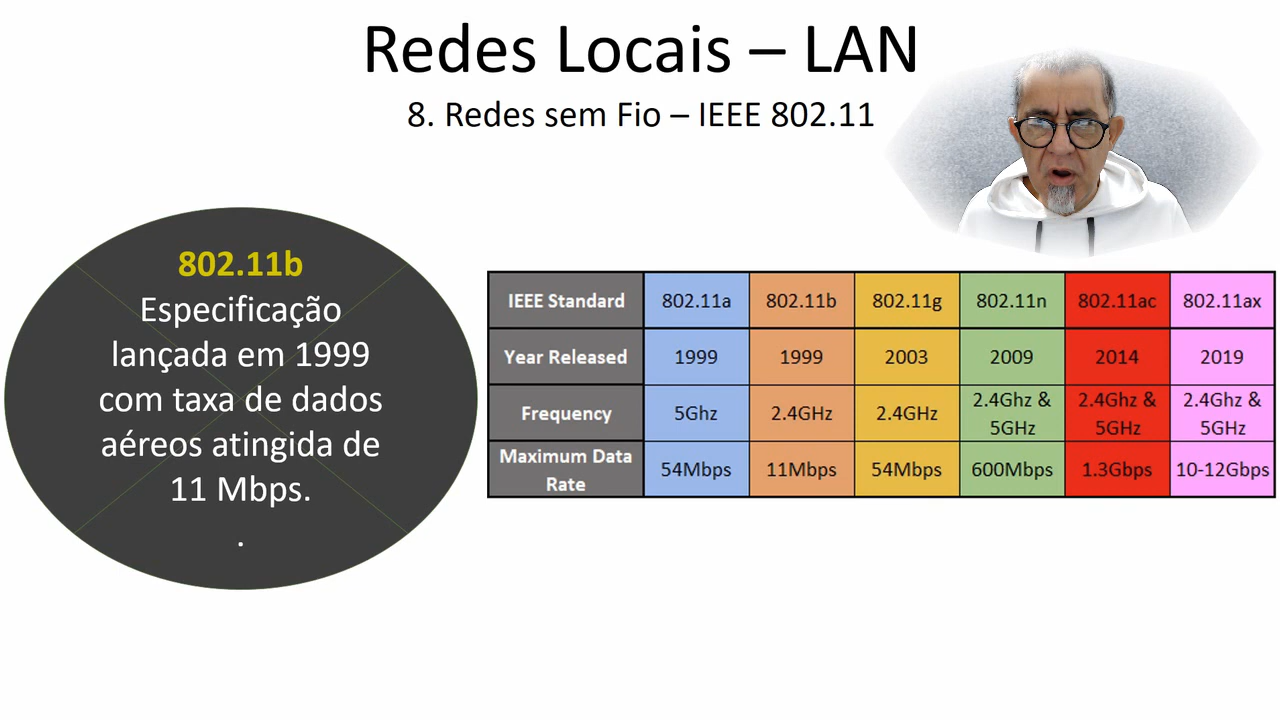 Redes Locais – LAN
8. Redes sem Fio – IEEE 802.11
802.11b
Especificação
lançada em 1999
com taxa de dados
aéreos atingida de
11 Mbps.
.
IEEE Standard 802.11a 802.11b 802.11g 802.11n 802.11ac 802.11ax
Year Released 1999 1999 2003 2009 2014 2019
Frequency 5Ghz 2.4GHz 2.4GHz 2.4Ghz & 5GHz 2.4Ghz & 5GHz 2.4Ghz & 5GHz
Maximum Data Rate 54Mbps 11Mbps 54Mbps 600Mbps 1.3Gbps 10-12Gbps